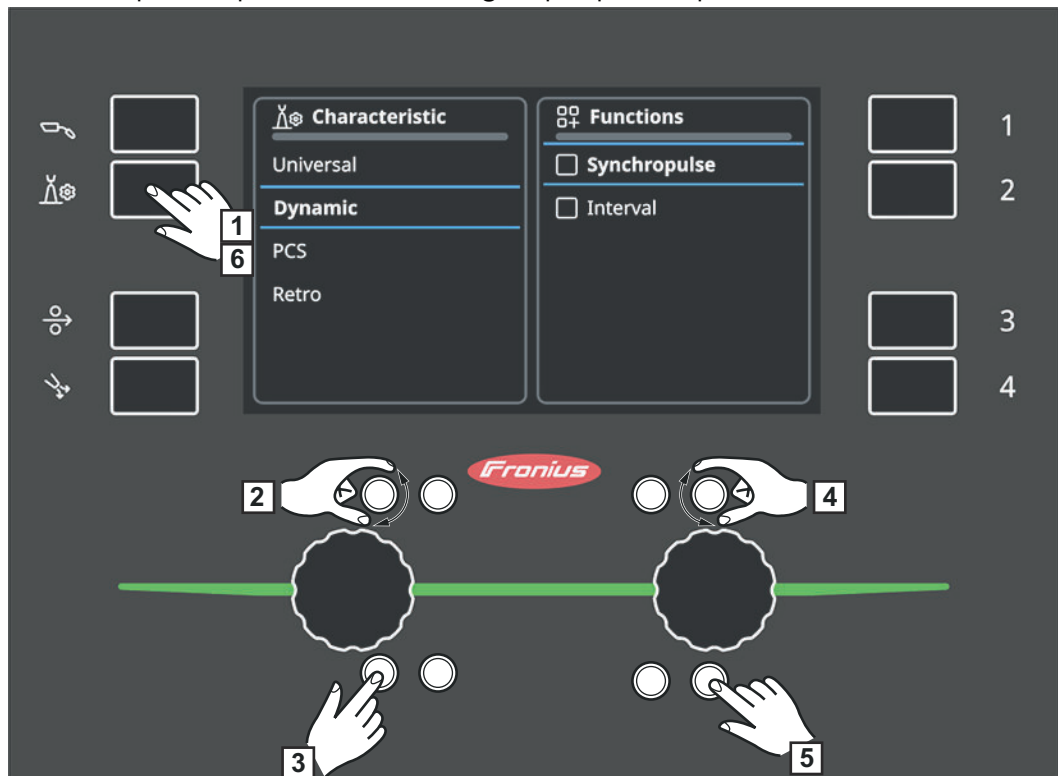 Characteristic
Functions
Universal
Synchropulse
Dynamic
Interval
PCS
Retro
1
2
3
4
1
6
Fronius
2
4
3
5